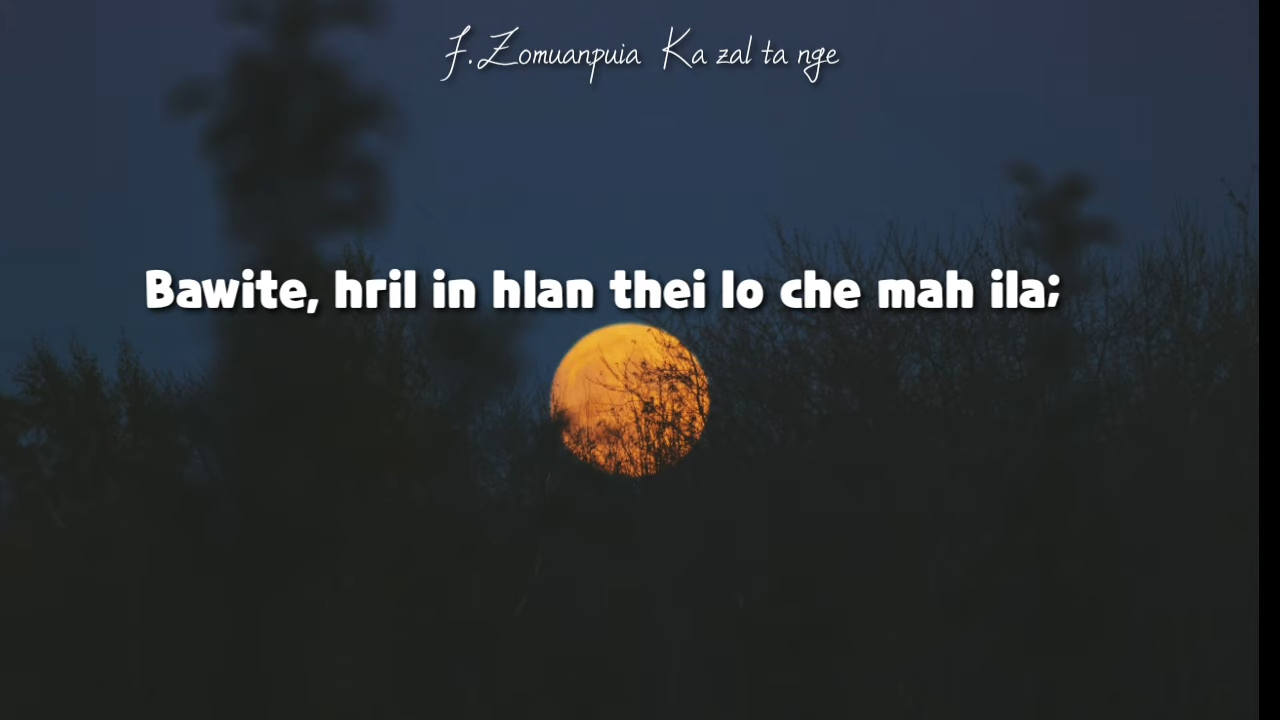 F.Zomuanpuia Ka zal ta nge
Bawite, hril in hlan thei lo che mah ila;